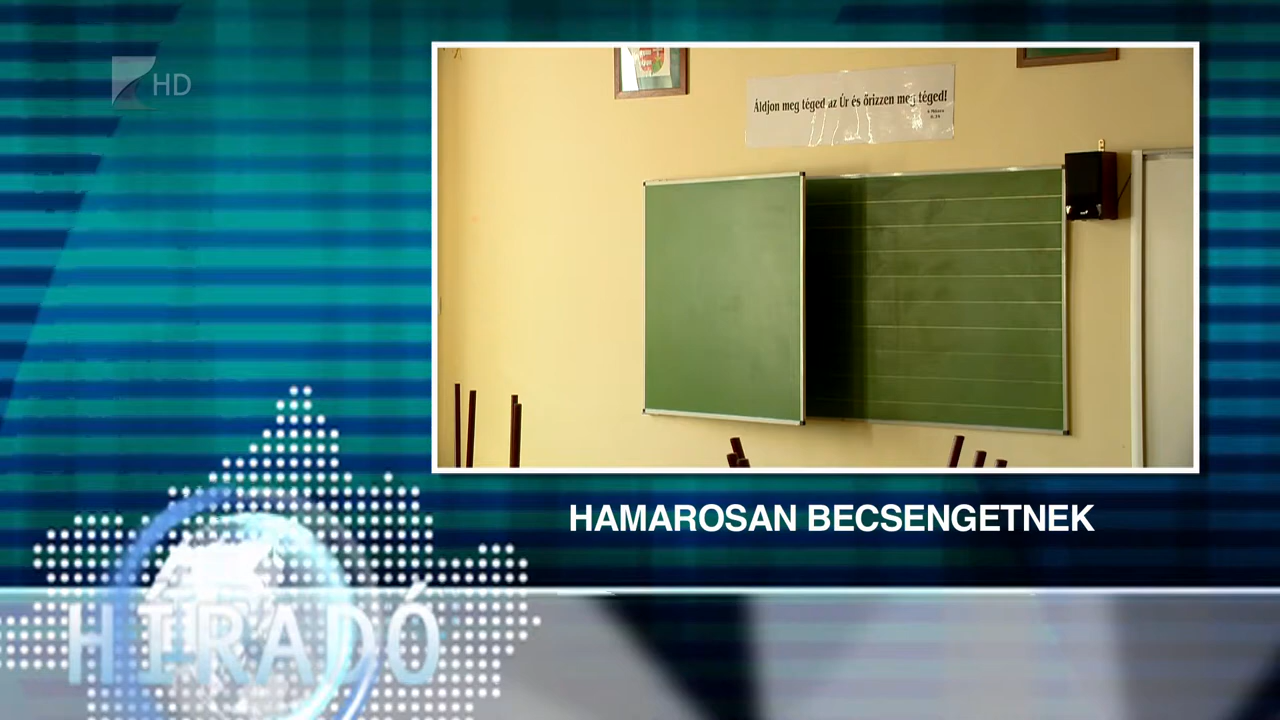 HD
Áldjon meg téged az Úr és őrizzen meg téged!
HAMAROSAN BECSENGETNEK
HÍRADÓ